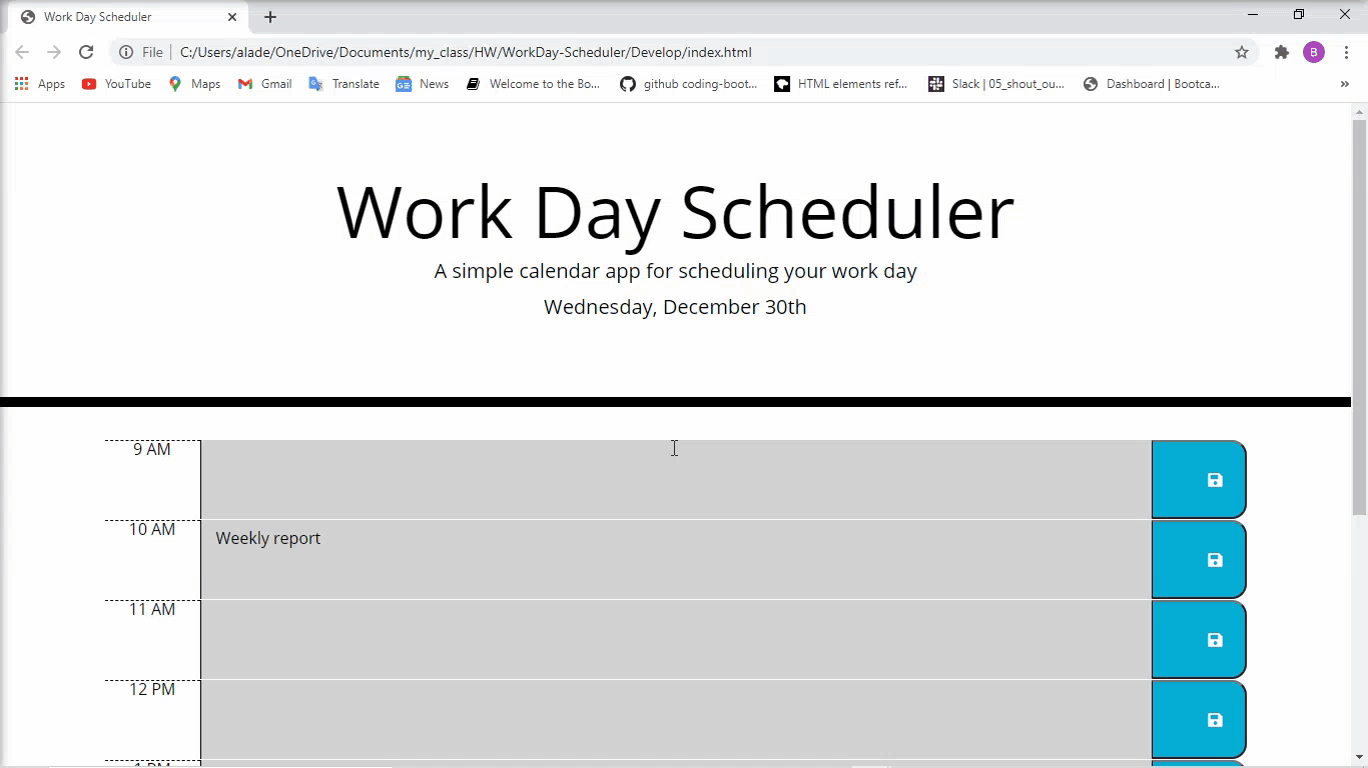 Work Day Scheduler
File C:/Users/alade/OneDrive/Documents/my_class/HW/WorkDay-Scheduler/Develop/index.html
B
Apps YouTube Maps Gmail Translate News Welcome to the Bo... github coding-boot... HTML elements ref... Slack | 05_shout_ou... Dashboard | Bootca... »
Work Day Scheduler
A simple calendar app for scheduling your work day
Wednesday, December 30th
9 AM
10 AM Weekly report
11 AM
12 PM
1 PM